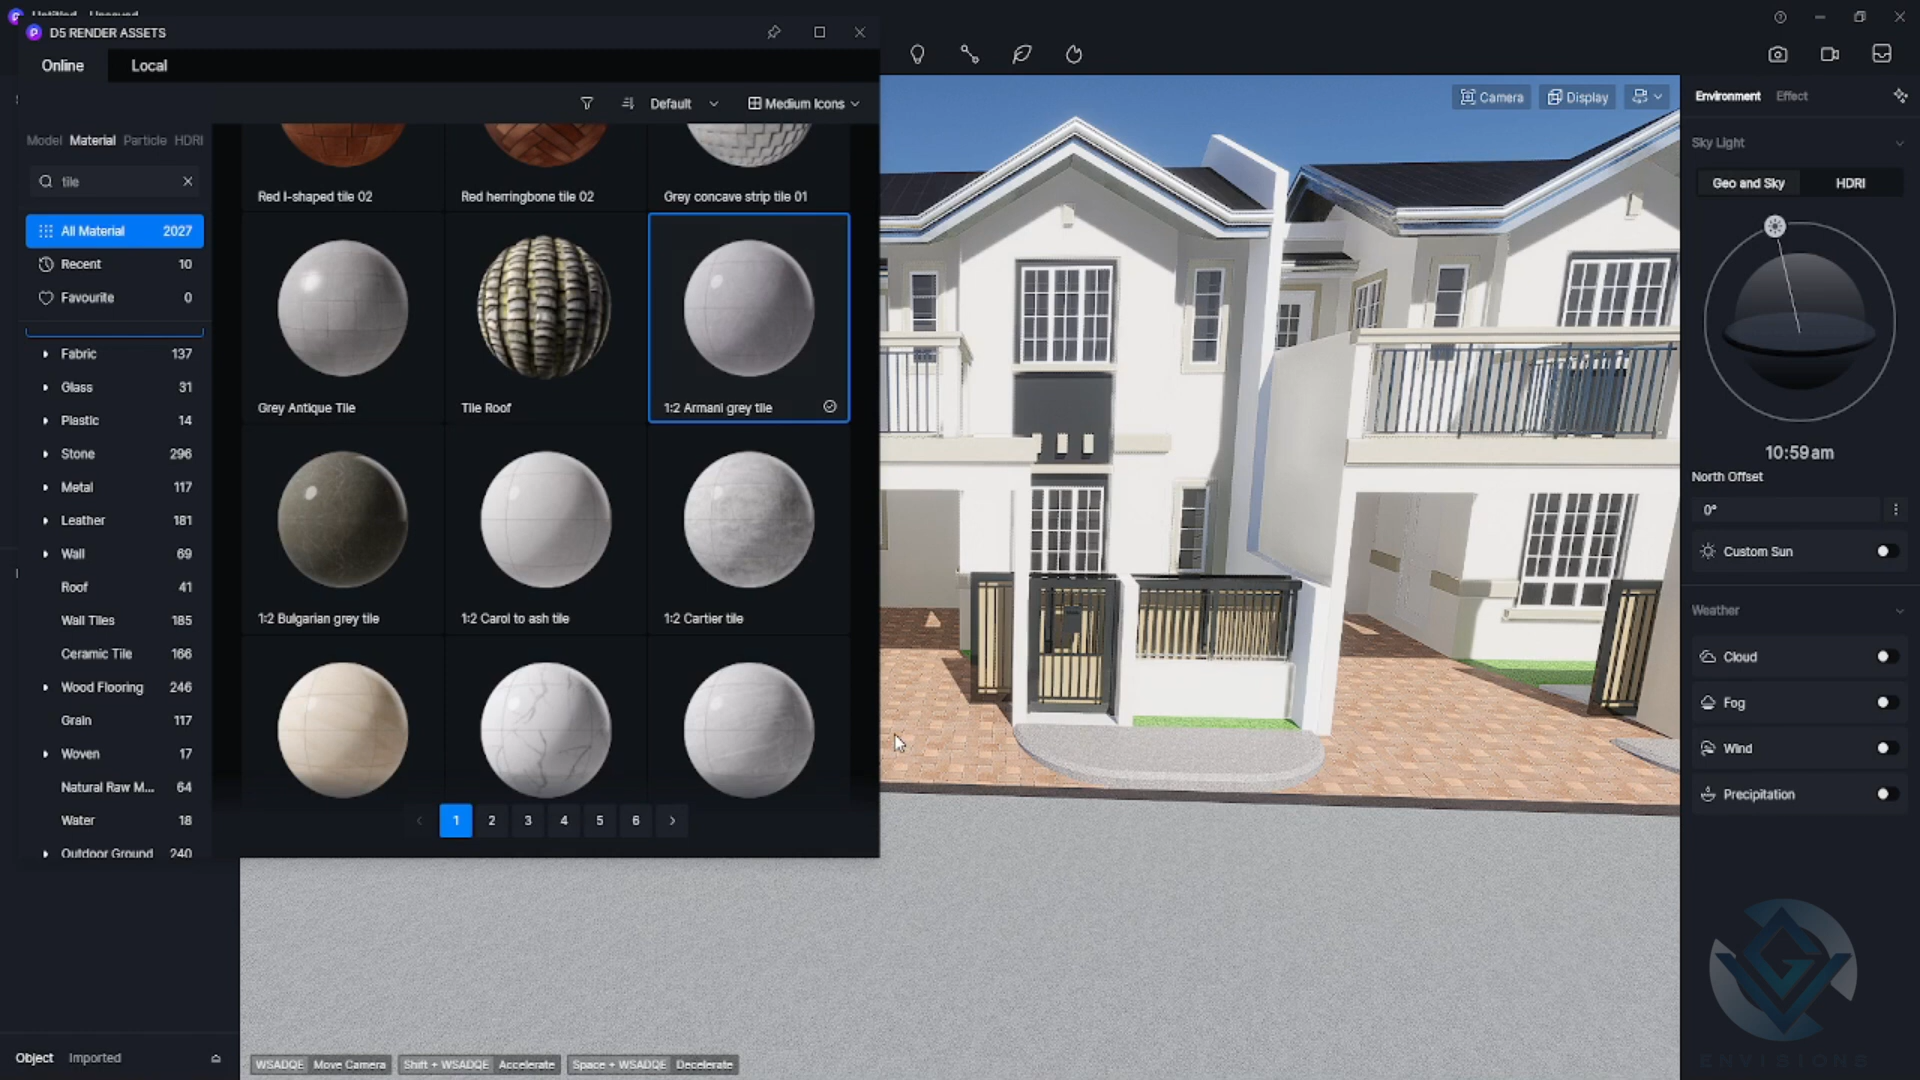 Untitled - Unsaved
D5 RENDER ASSETS
Online
Local
Default
Medium Icons
Model
Material
Particle
HDRI
tile
All Material 2027
Recent 10
Favourite 0
Fabric 137
Glass 31
Plastic 14
Stone 296
Metal 117
Leather 181
Wall 69
Roof 41
Wall Tiles 185
Ceramic Tile 166
Wood Flooring 246
Grain 117
Woven 17
Natural Raw M... 64
Water 18
Outdoor Ground 240
Red I-shaped tile 02
Red herringbone tile 02
Grey concave strip tile 01
Grey Antique Tile
Tile Roof
1:2 Armani grey tile
1:2 Bulgarian grey tile
1:2 Carol to ash tile
1:2 Cartier tile
1 2 3 4 5 6
Object
Imported
WSADQE Move Camera
Shift + WSADQE Accelerate
Space + WSADQE Decelerate
Camera
Display
Environment
Effect
Sky Light
Geo and Sky
HDRI
10:59am
North Offset
0°
Custom Sun
Weather
Cloud
Fog
Wind
Precipitation
ENVISIONS